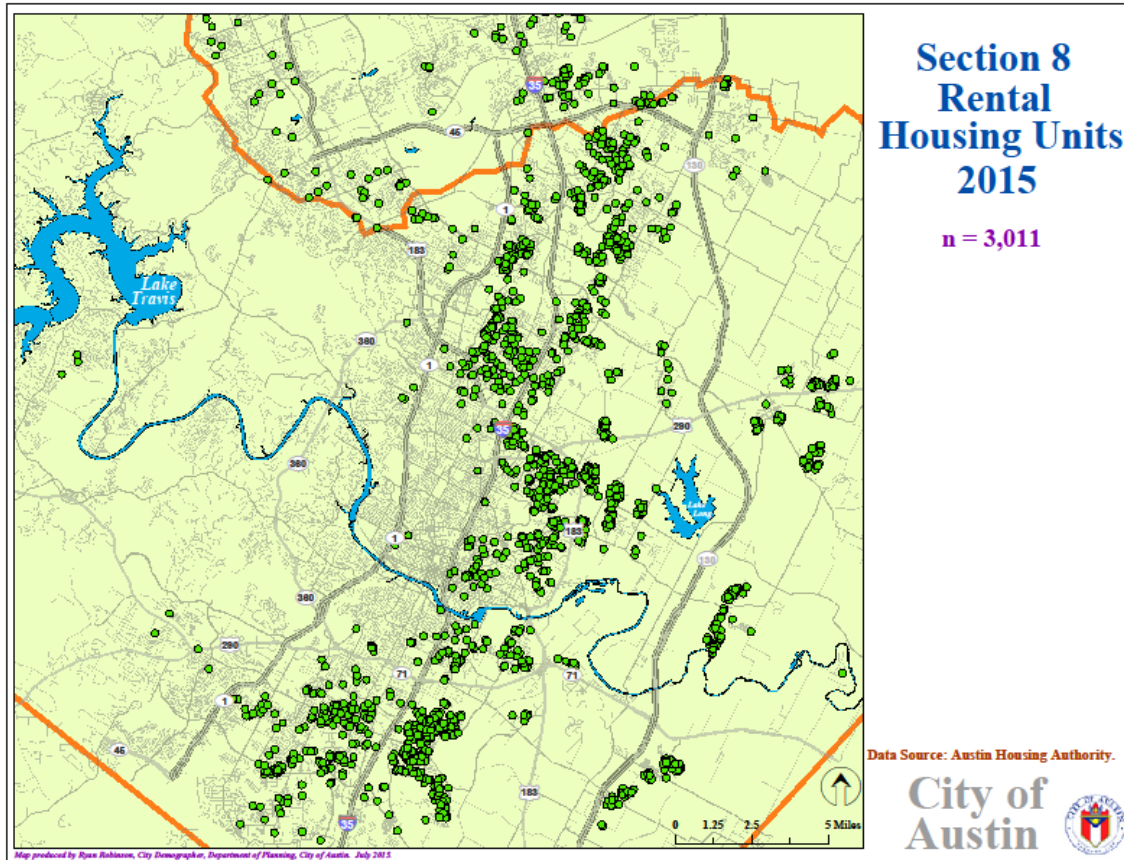 Section 8
Rental
Housing Units
2015
n = 3,011
35
45
130
1
183
Lake
Travis
360
1
35
290
360
Lake
Long
183
1
130
360
290
71
71
1
45
183
35
0 1.25 2.5 5 Miles
Data Source: Austin Housing Authority.
City of
Austin
Map produced by Ryan Robinson, City Demographer, Department of Planning, City of Austin. July 2015.